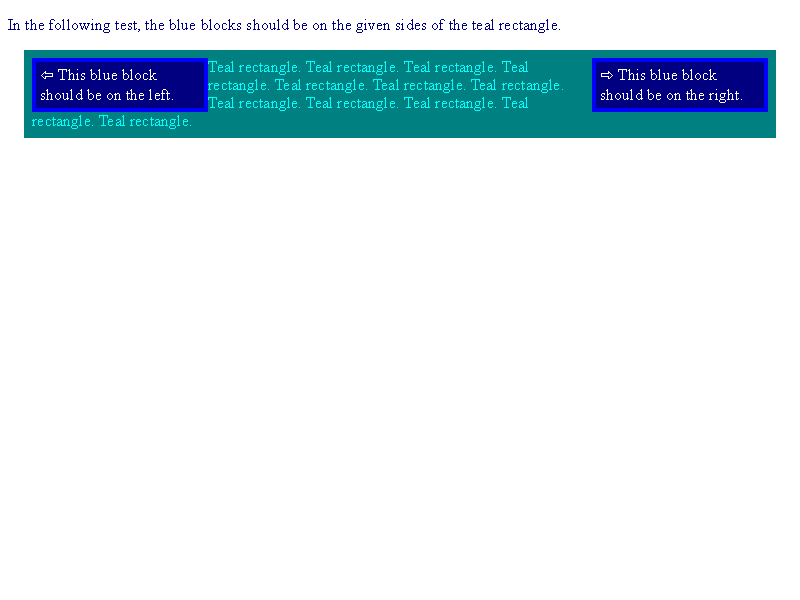 In the following test, the blue blocks should be on the given sides of the teal rectangle.
⇦ This blue block
should be on the left.
Teal rectangle. Teal rectangle. Teal rectangle. Teal
rectangle. Teal rectangle. Teal rectangle. Teal rectangle.
Teal rectangle. Teal rectangle. Teal rectangle. Teal
rectangle. Teal rectangle.
⇨ This blue block
should be on the right.